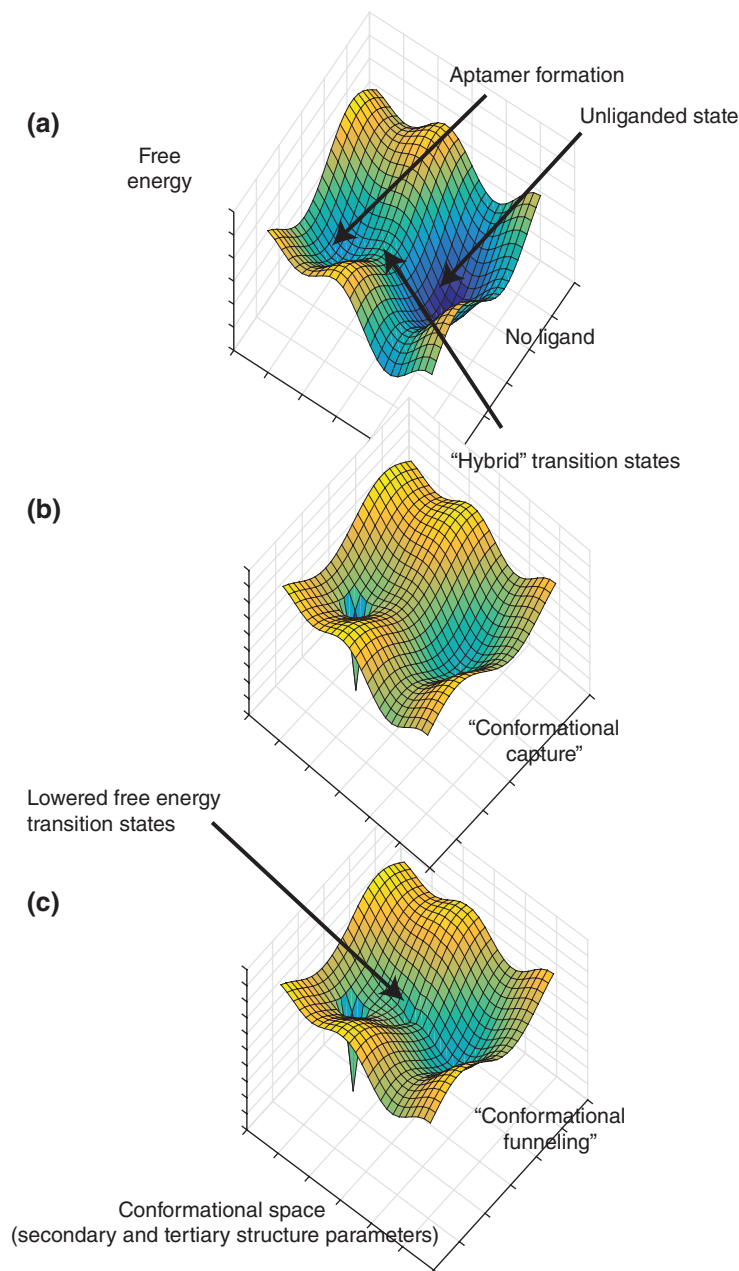 Aptamer formation
(a)
Unliganded state
Free
energy
No ligand
“Hybrid” transition states
(b)
“Conformational
capture”
Lowered free energy
transition states
(c)
“Conformational
funneling”
Conformational space
(secondary and tertiary structure parameters)